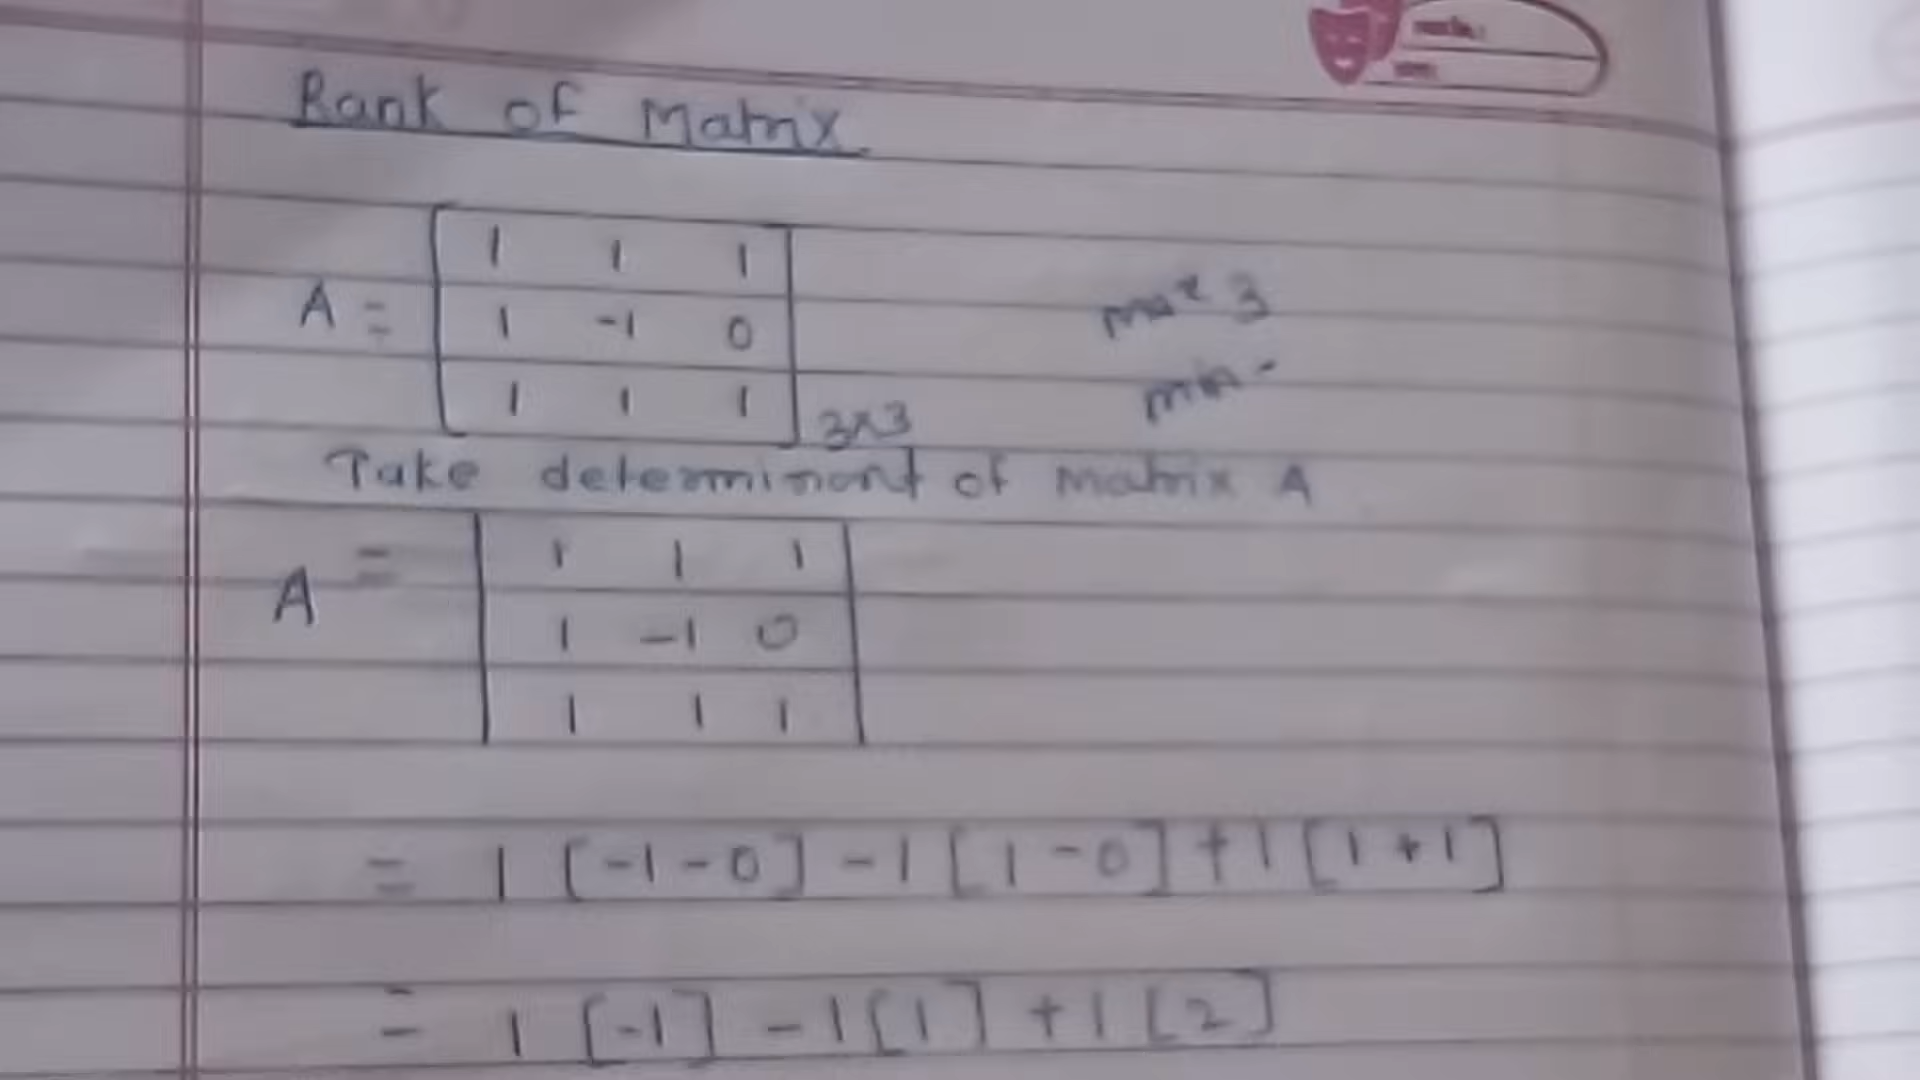 Rank of Matrix
A = [ 1 1 1
1 -1 0
1 1 1 ] 3x3
max 3
min -
Take determinant of matrix A
A = | 1 1 1 |
| 1 -1 0 |
| 1 1 1 |
= 1 [-1-0] -1 [1-0] +1 [1+1]
= 1 [-1] -1 [1] +1 [2]